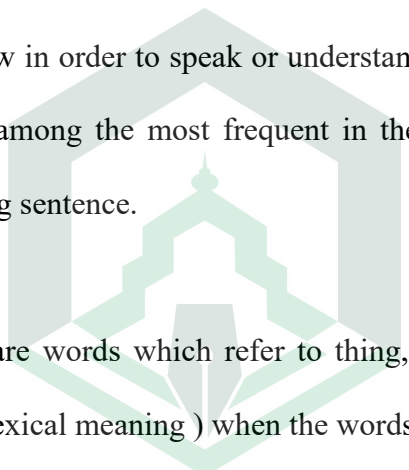 in order to speak or understan
among the most frequent in the
sentence.
are words which refer to thing,
exical meaning ) when the words